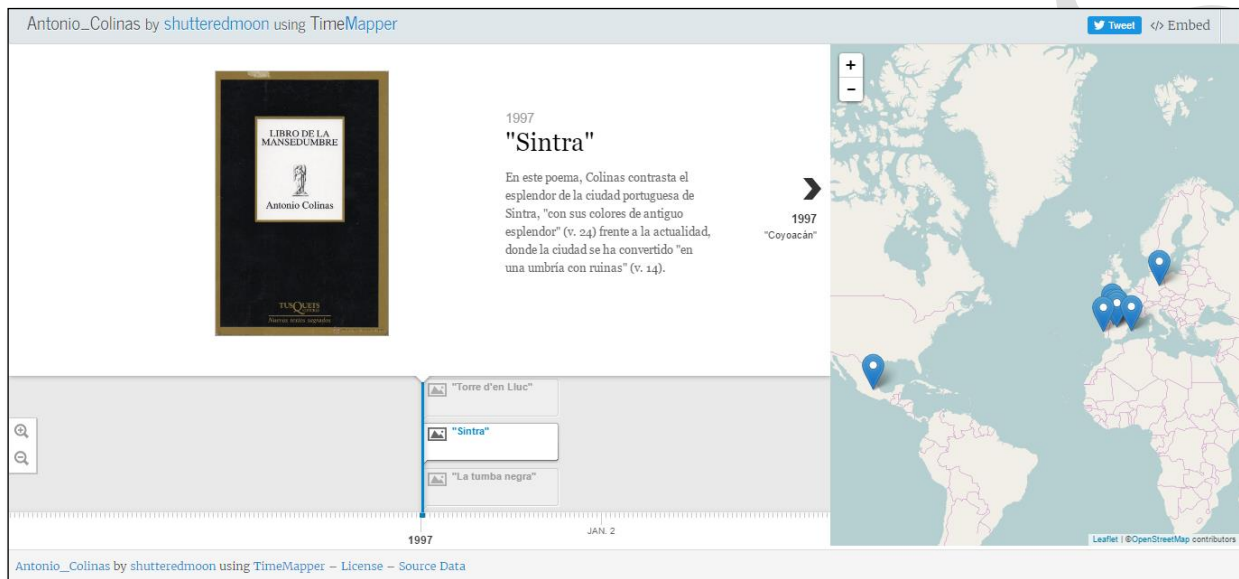 Antonio_Colinas by shutteredmoon using TimeMapper
Tweet
</> Embed
LIBRO DE LA
MANSEDUMBRE
Antonio Colinas
TUSQUETS
Nuevos textos sagrados
1997
"Sintra"
En este poema, Colinas contrasta el
esplendor de la ciudad portuguesa de
Sintra, "con sus colores de antiguo
esplendor" (v. 24) frente a la actualidad,
donde la ciudad se ha convertido "en
una umbría con ruinas" (v. 14).
1997
"Coyoacán"
+
−
"Torre d'en Lluc"
"Sintra"
"La tumba negra"
1997
JAN. 2
Leaflet | ©OpenStreetMap contributors
Antonio_Colinas by shutteredmoon using TimeMapper – License – Source Data